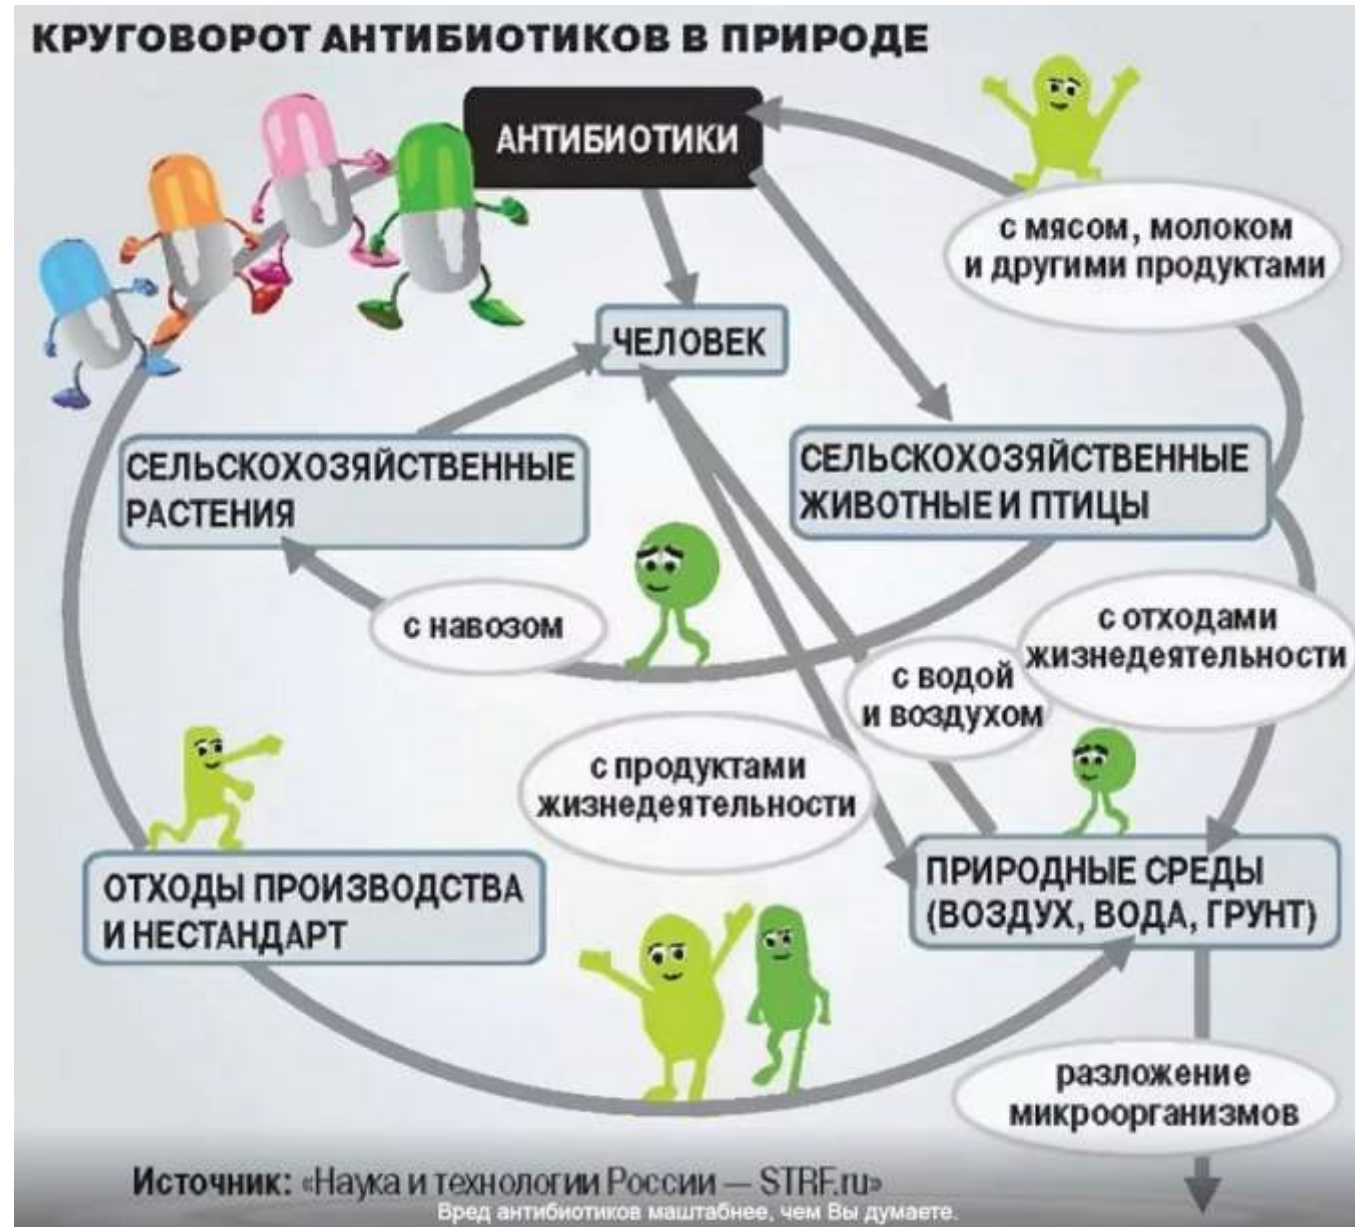 КРУГОВОРОТ АНТИБИОТИКОВ В ПРИРОДЕ
АНТИБИОТИКИ
с мясом, молоком
и другими продуктами
ЧЕЛОВЕК
СЕЛЬСКОХОЗЯЙСТВЕННЫЕ
РАСТЕНИЯ
СЕЛЬСКОХОЗЯЙСТВЕННЫЕ
ЖИВОТНЫЕ И ПТИЦЫ
с навозом
с отходами
жизнедеятельности
с водой
и воздухом
с продуктами
жизнедеятельности
ОТХОДЫ ПРОИЗВОДСТВА
И НЕСТАНДАРТ
ПРИРОДНЫЕ СРЕДЫ
(ВОЗДУХ, ВОДА, ГРУНТ)
разложение
микроорганизмов
Источник: «Наука и технологии России — STRF.ru»
Вред антибиотиков маштабнее, чем Вы думаете.